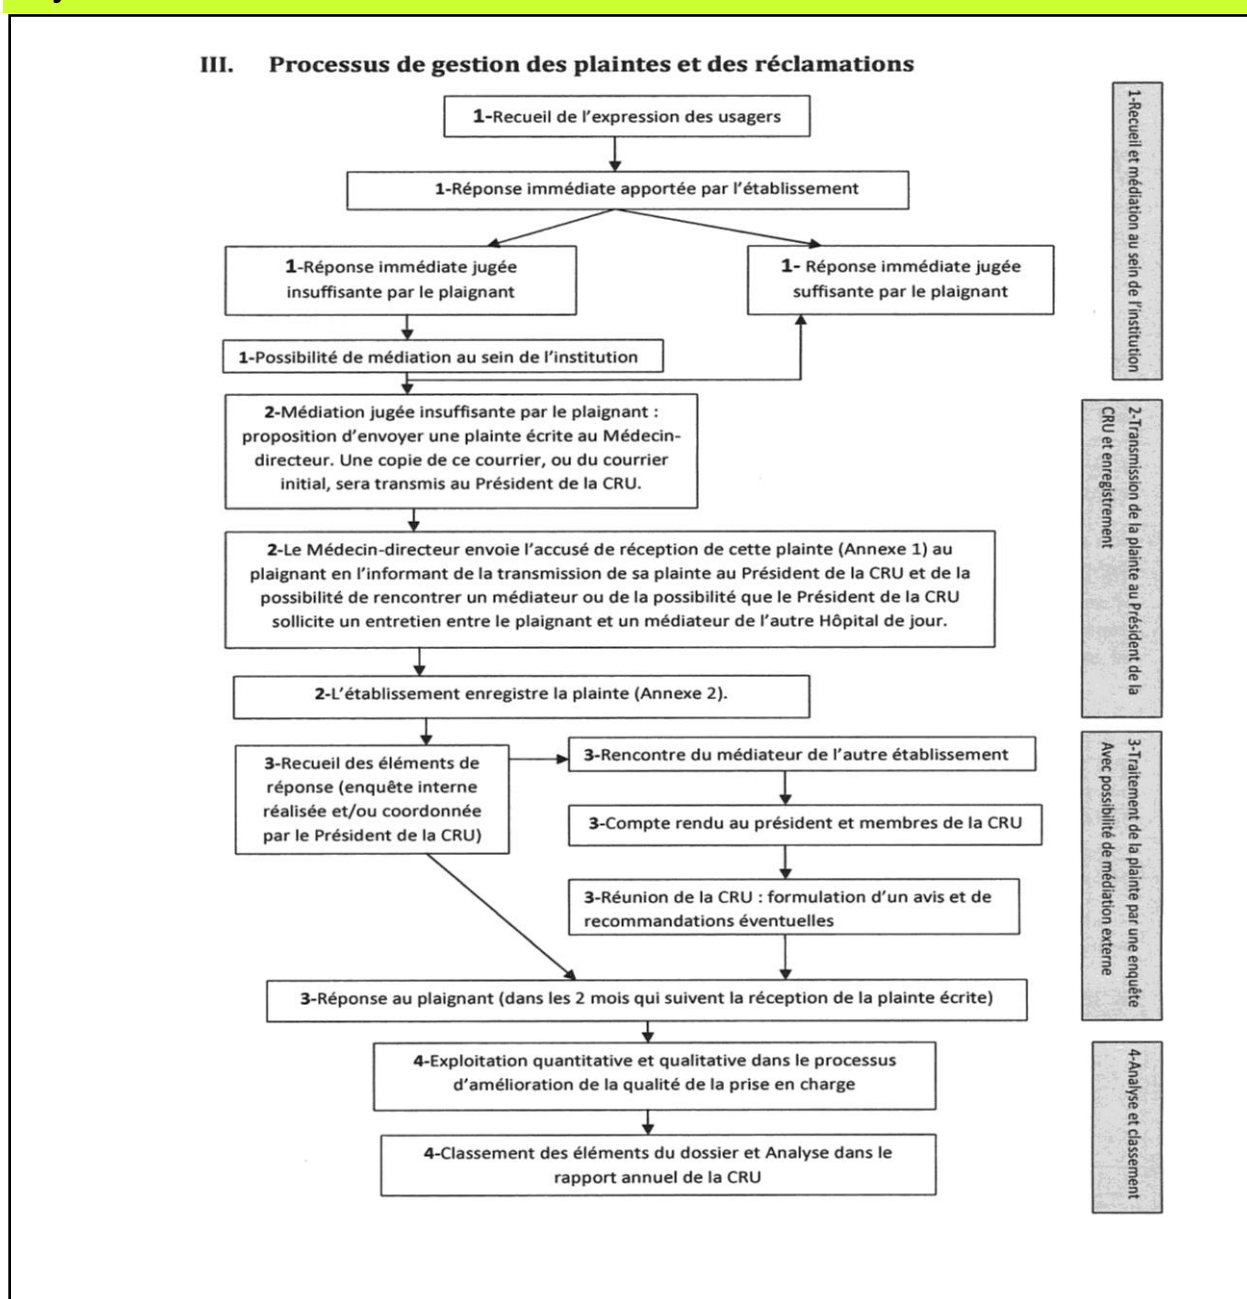 III. Processus de gestion des plaintes et des réclamations
1-Recueil de l'expression des usagers
1-Réponse immédiate apportée par l'établissement
1-Réponse immédiate jugée
insuffisante par le plaignant
1- Réponse immédiate jugée
suffisante par le plaignant
1-Possibilité de médiation au sein de l'institution
1-Recueil et médiation au sein de l'institution
2-Médiation jugée insuffisante par le plaignant :
proposition d'envoyer une plainte écrite au Médecin-
directeur. Une copie de ce courrier, ou du courrier
initial, sera transmis au Président de la CRU.
2-Le Médecin-directeur envoie l'accusé de réception de cette plainte (Annexe 1) au
plaignant en l'informant de la transmission de sa plainte au Président de la CRU et de la
possibilité de rencontrer un médiateur ou de la possibilité que le Président de la CRU
sollicite un entretien entre le plaignant et un médiateur de l'autre Hôpital de jour.
2-L'établissement enregistre la plainte (Annexe 2).
2-Transmission de la plainte au Président de la
CRU et enregistrement
3-Recueil des éléments de
réponse (enquête interne
réalisée et/ou coordonnée
par le Président de la CRU)
3-Rencontre du médiateur de l'autre établissement
3-Compte rendu au président et membres de la CRU
3-Réunion de la CRU : formulation d'un avis et de
recommandations éventuelles
3-Réponse au plaignant (dans les 2 mois qui suivent la réception de la plainte écrite)
3-Traitement de la plainte par une enquête
Avec possibilité de médiation externe
4-Exploitation quantitative et qualitative dans le processus
d'amélioration de la qualité de la prise en charge
4-Classement des éléments du dossier et Analyse dans le
rapport annuel de la CRU
4-Analyse et classement